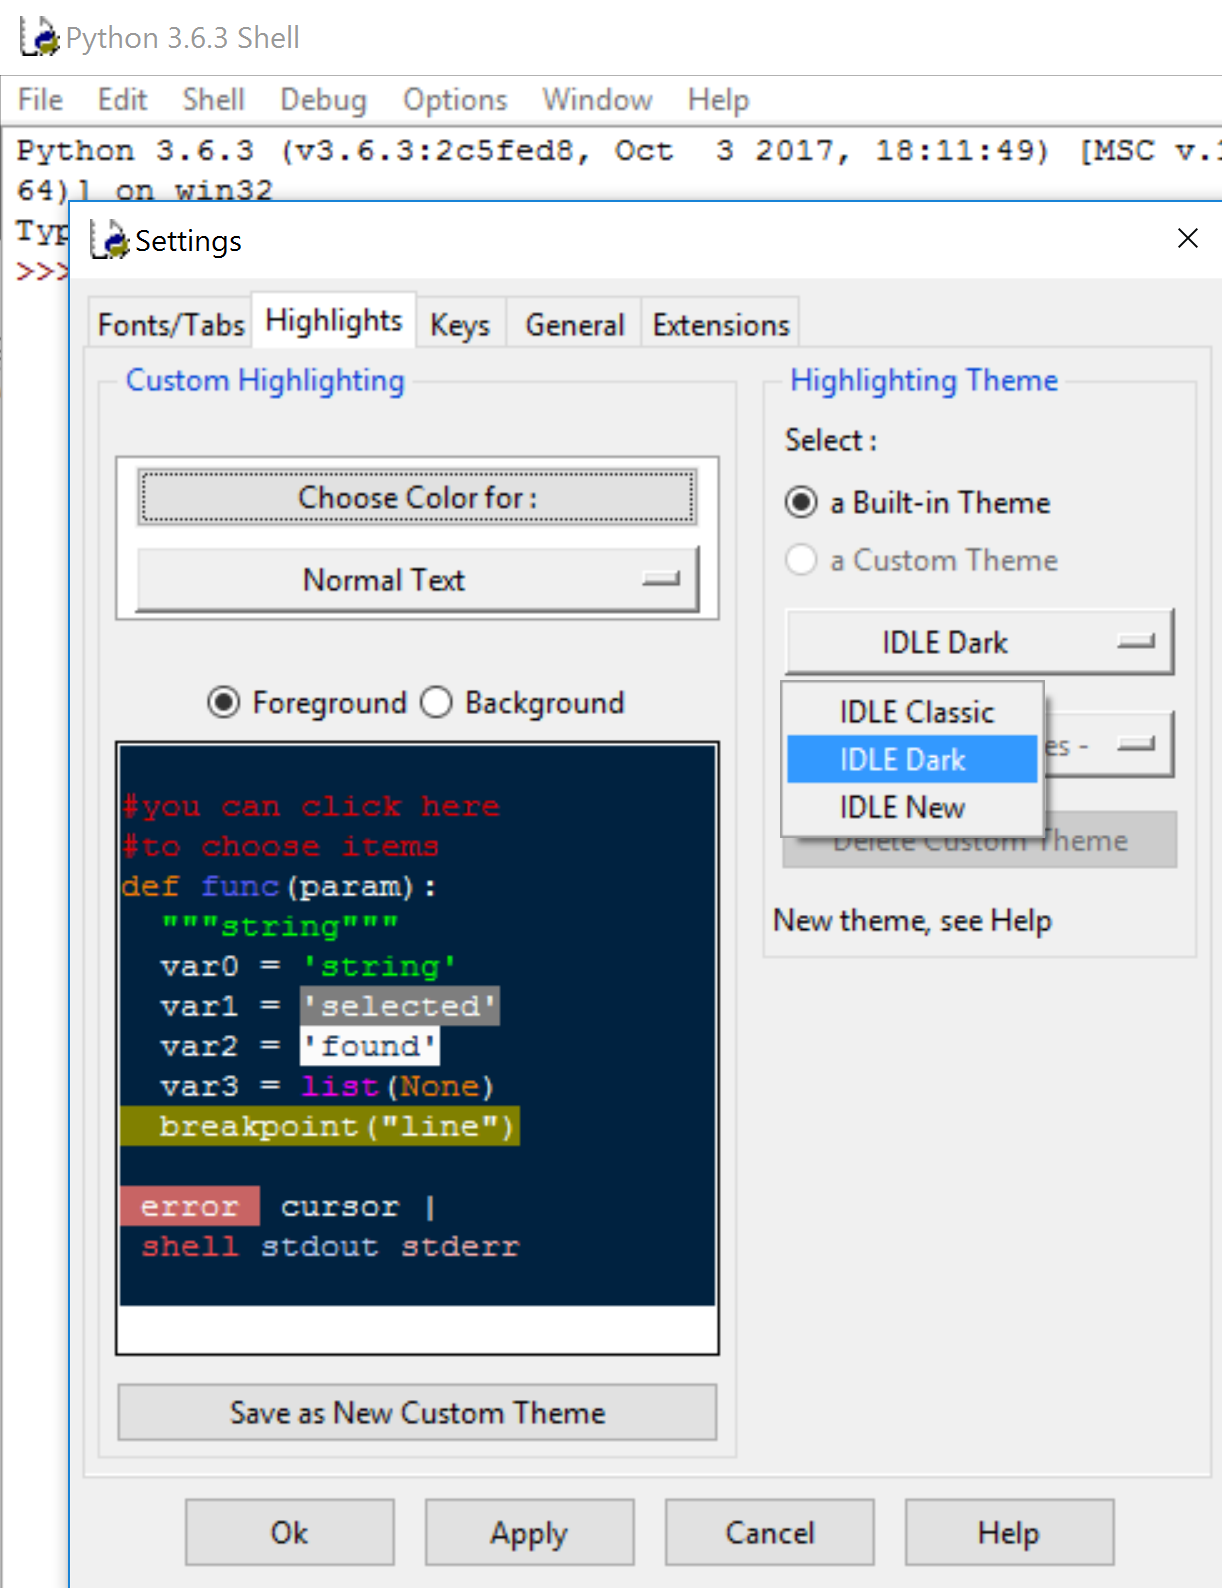 Python 3.6.3 Shell
File Edit Shell Debug Options Window Help
Python 3.6.3 (v3.6.3:2c5fed8, Oct  3 2017, 18:11:49) [MSC v.1
64)] on win32
Typ
>>>
Settings
Fonts/Tabs Highlights Keys General Extensions
Custom Highlighting
Choose Color for :
Normal Text
Foreground Background
#you can click here
#to choose items
def func(param):
  """string"""
  var0 = 'string'
  var1 = 'selected'
  var2 = 'found'
  var3 = list(None)
  breakpoint("line")
error cursor |
shell stdout stderr
Save as New Custom Theme
Highlighting Theme
Select :
a Built-in Theme
a Custom Theme
IDLE Dark
IDLE Classic
IDLE Dark
IDLE New
es -
Delete Custom Theme
New theme, see Help
Ok Apply Cancel Help